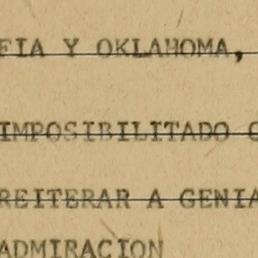 FIA Y OKLAHOMA,
IMPOSIBILITADO
REITERAR A GENIA
ADMIRACION